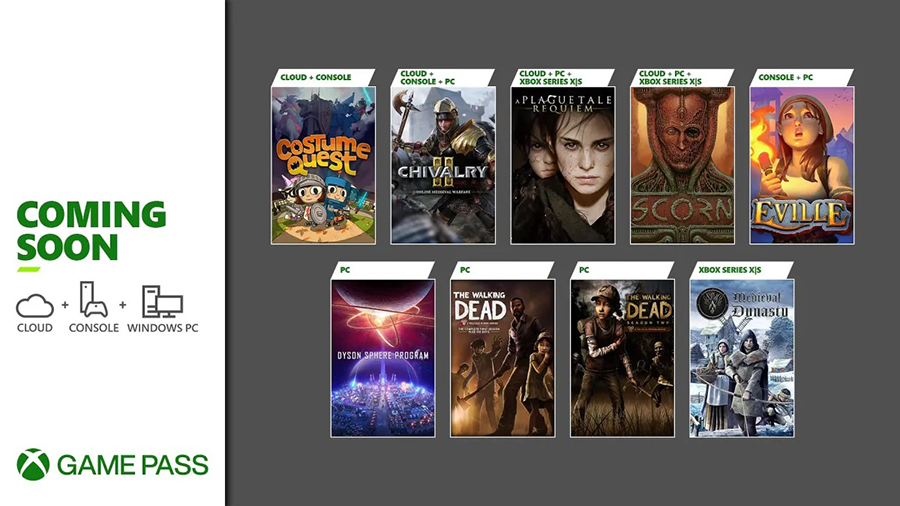 COMING
SOON
CLOUD + CONSOLE + WINDOWS PC
GAME PASS
CLOUD + CONSOLE
COSTUME
QUEST
CLOUD +
CONSOLE + PC
CHIVALRY
II
ONLINE MEDIEVAL WARFARE
CLOUD + PC +
XBOX SERIES X|S
A PLAGUE TALE
REQUIEM
CLOUD + PC +
XBOX SERIES X|S
SCORN
CONSOLE + PC
EVILLE
PC
DYSON SPHERE PROGRAM
PC
THE WALKING
DEAD
PC
THE WALKING
DEAD
SEASON TWO
XBOX SERIES X|S
Medieval
Dynasty